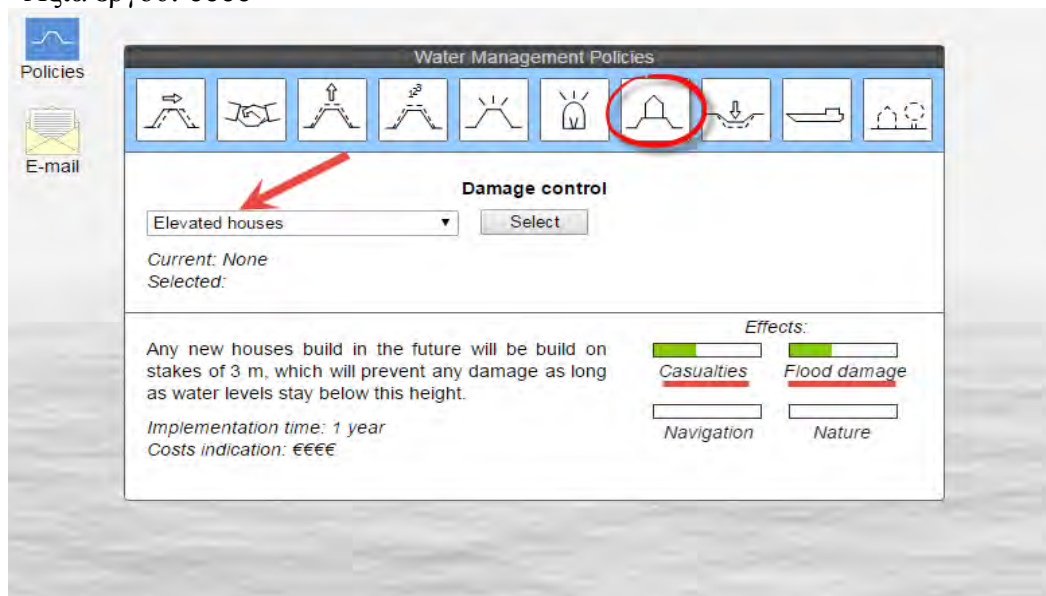 Policies
E-mail
Water Management Policies
123
Damage control
Elevated houses
Select
Current: None
Selected:
Any new houses build in the future will be build on
stakes of 3 m, which will prevent any damage as long
as water levels stay below this height.
Implementation time: 1 year
Costs indication: €€€€
Effects:
Casualties Flood damage
Navigation Nature